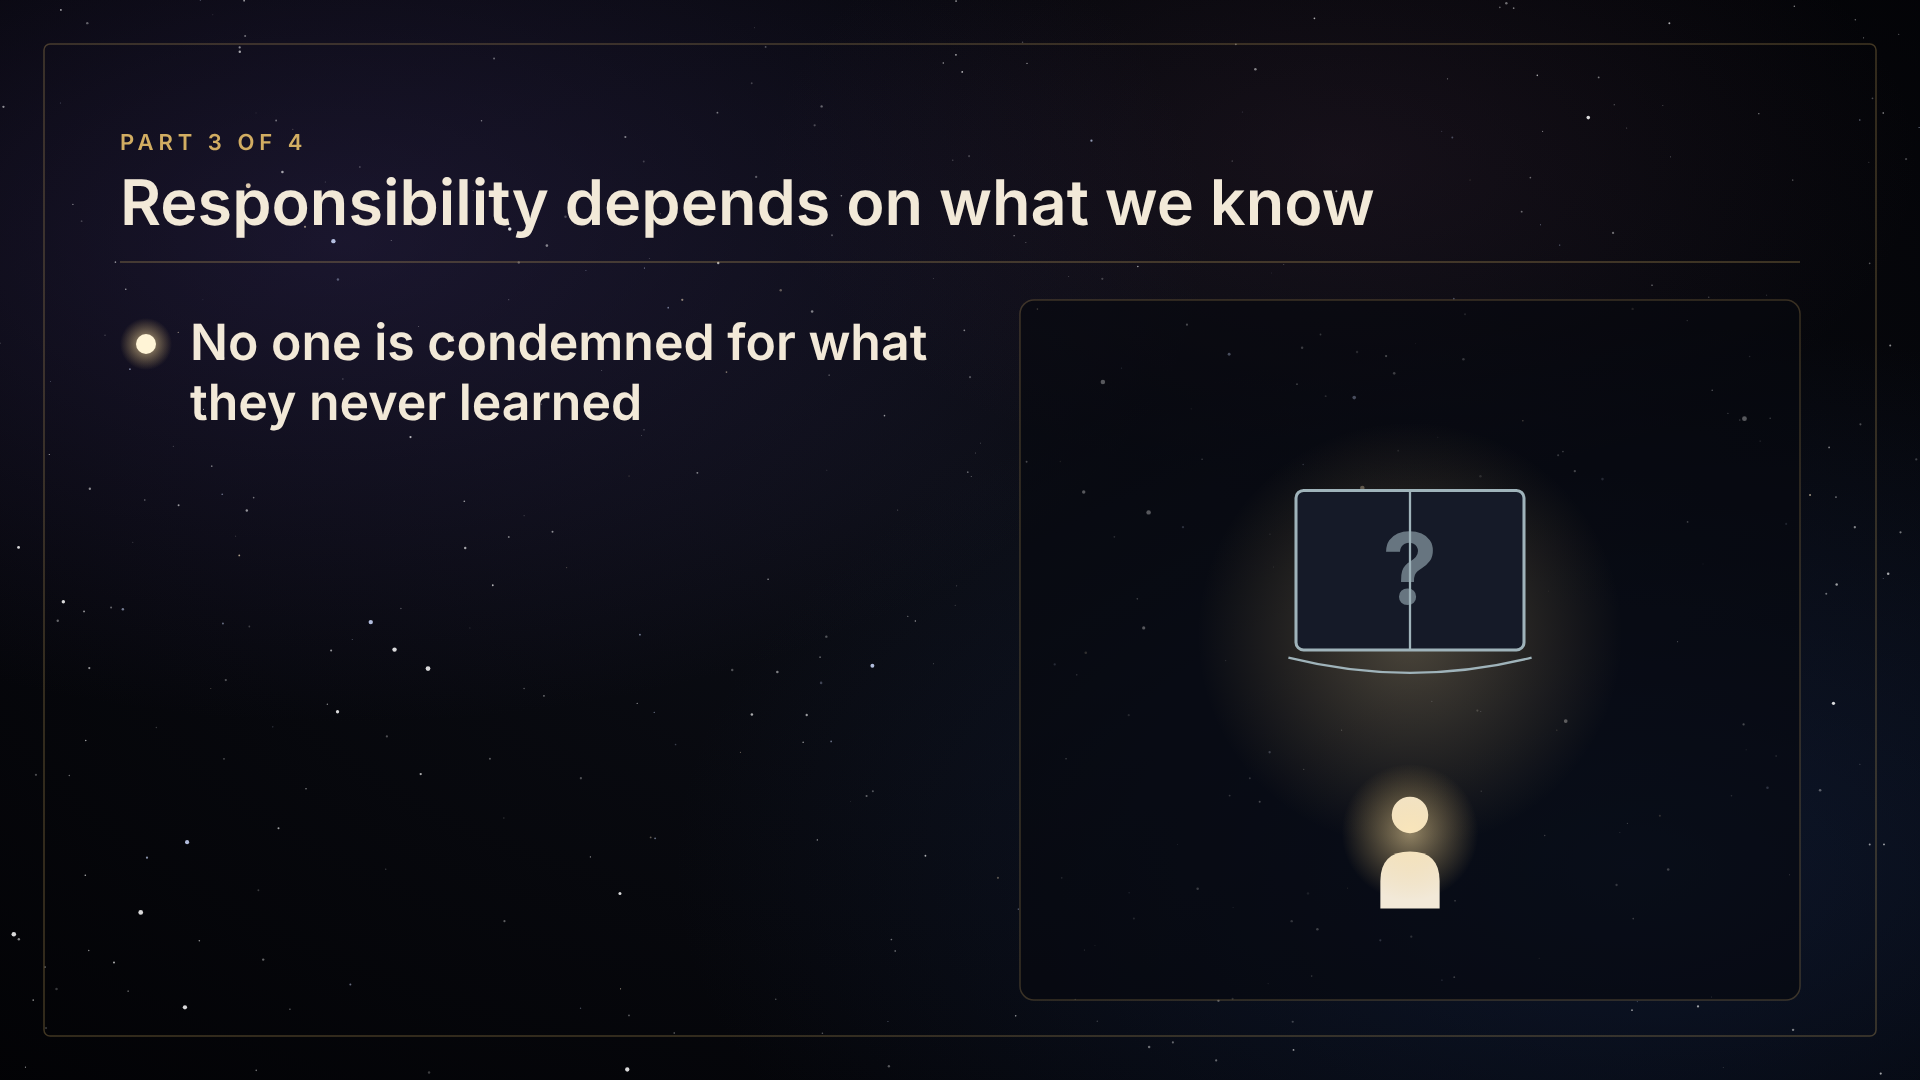 PART 3 OF 4
Responsibility depends on what we know
No one is condemned for what
they never learned
?